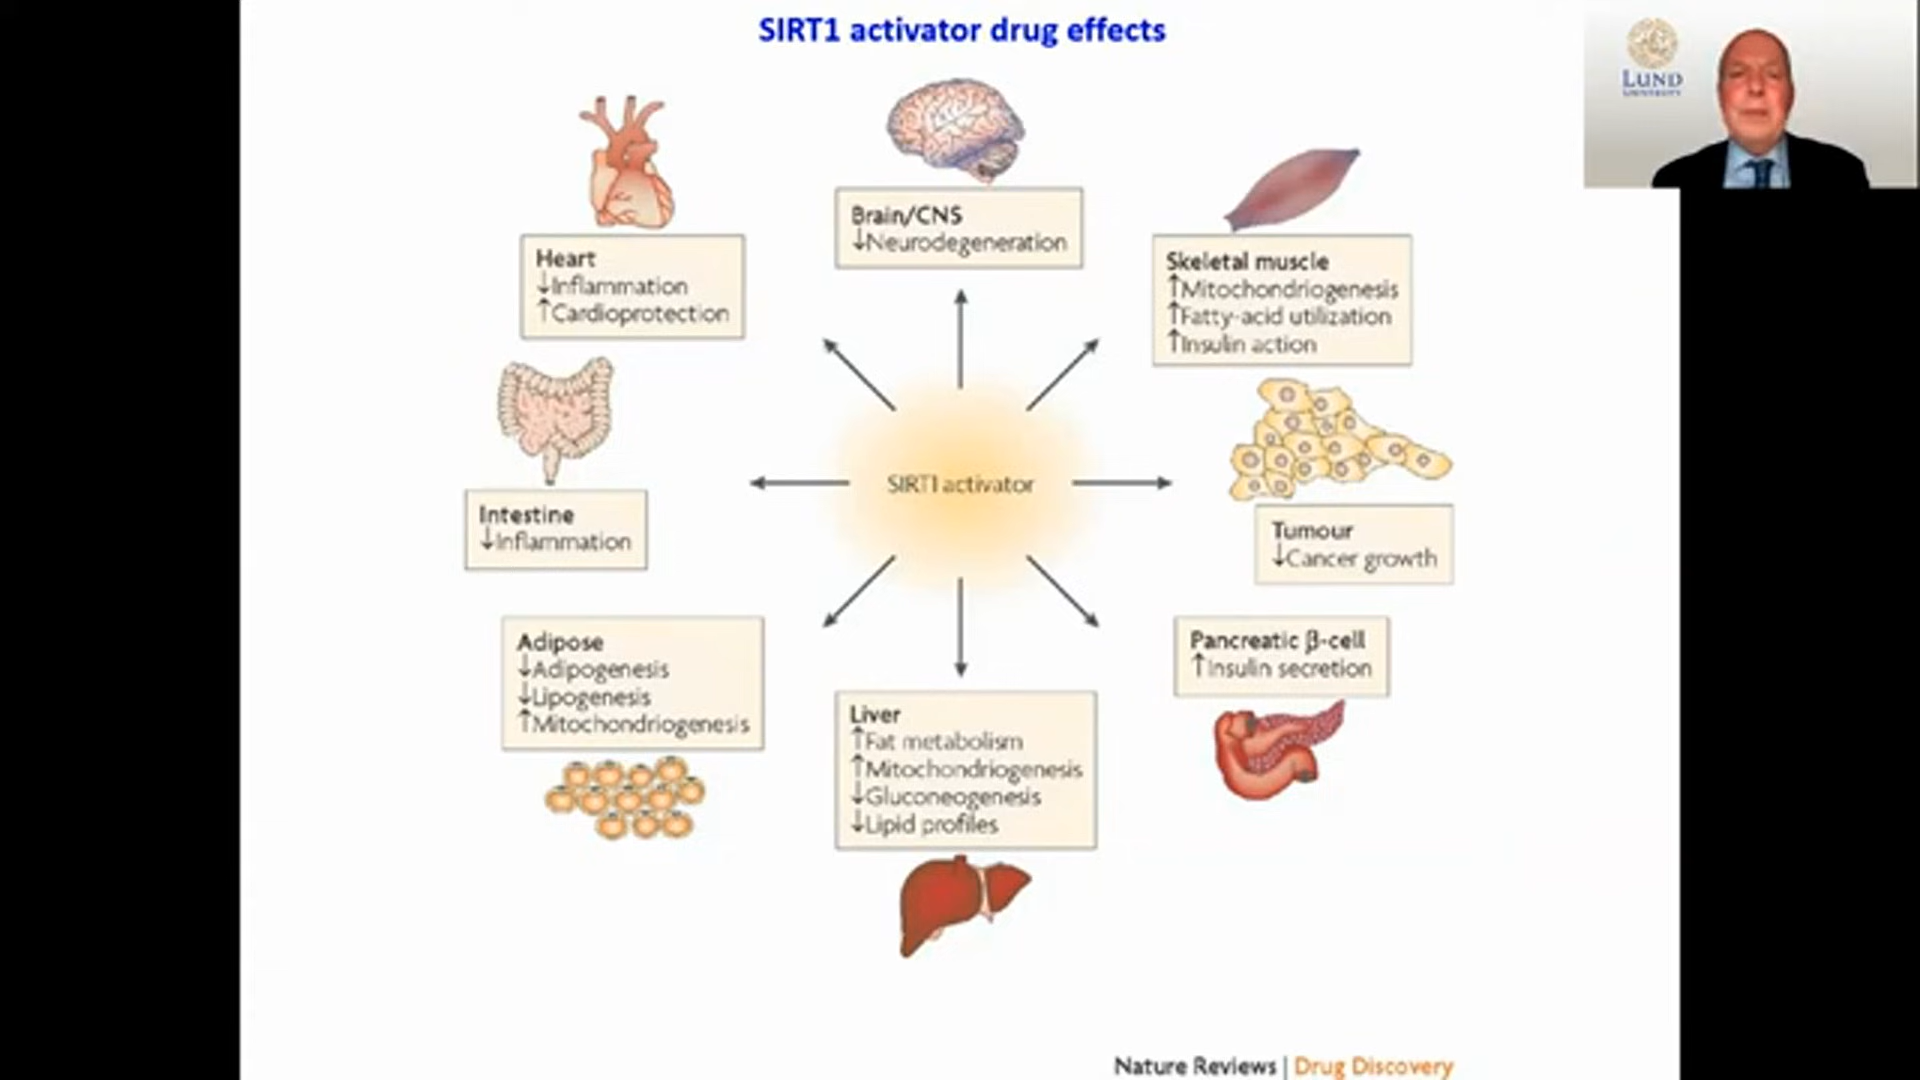 SIRT1 activator drug effects
LUND
UNIVERSITY
Brain/CNS
↓Neurodegeneration
Heart
↓Inflammation
↑Cardioprotection
Skeletal muscle
↑Mitochondriogenesis
↑Fatty-acid utilization
↑Insulin action
SIRT1 activator
Intestine
↓Inflammation
Tumour
↓Cancer growth
Adipose
↓Adipogenesis
↓Lipogenesis
↑Mitochondriogenesis
Liver
↑Fat metabolism
↑Mitochondriogenesis
↓Gluconeogenesis
↓Lipid profiles
Pancreatic β-cell
↑Insulin secretion
Nature Reviews | Drug Discovery